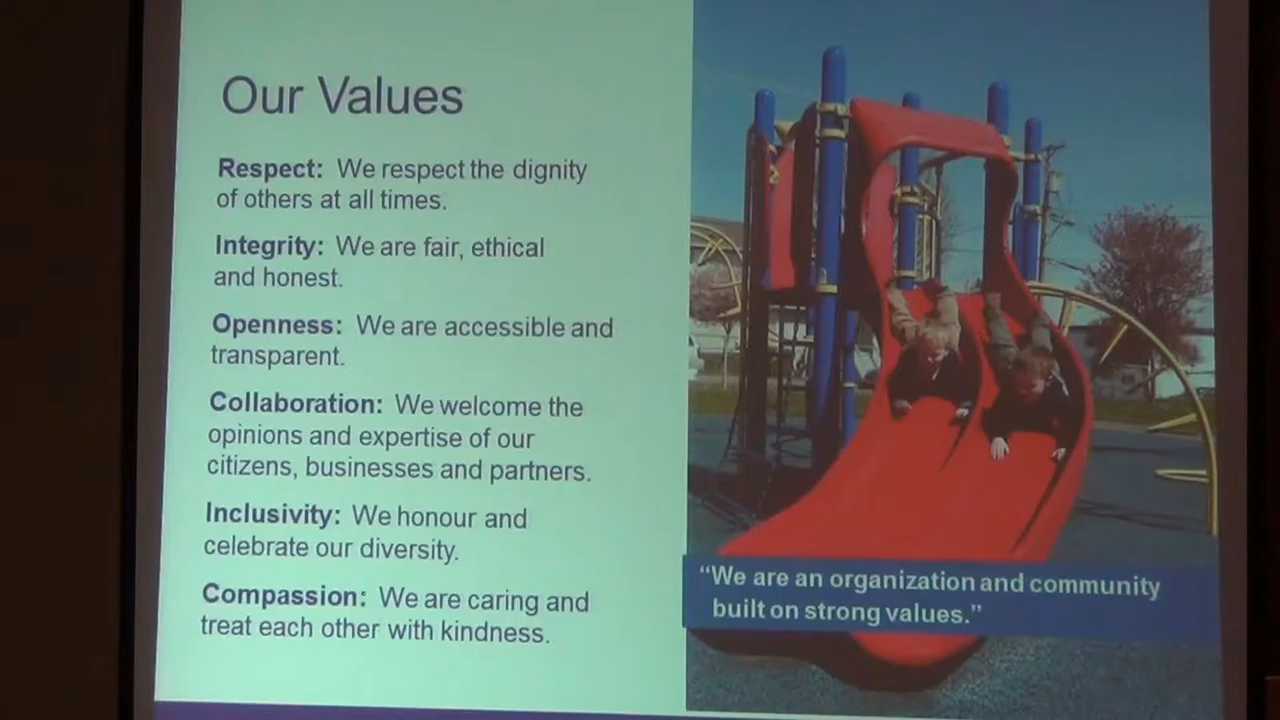 Our Values
Respect: We respect the dignity
of others at all times.
Integrity: We are fair, ethical
and honest.
Openness: We are accessible and
transparent.
Collaboration: We welcome the
opinions and expertise of our
citizens, businesses and partners.
Inclusivity: We honour and
celebrate our diversity.
Compassion: We are caring and
treat each other with kindness.
“We are an organization and community
built on strong values.”